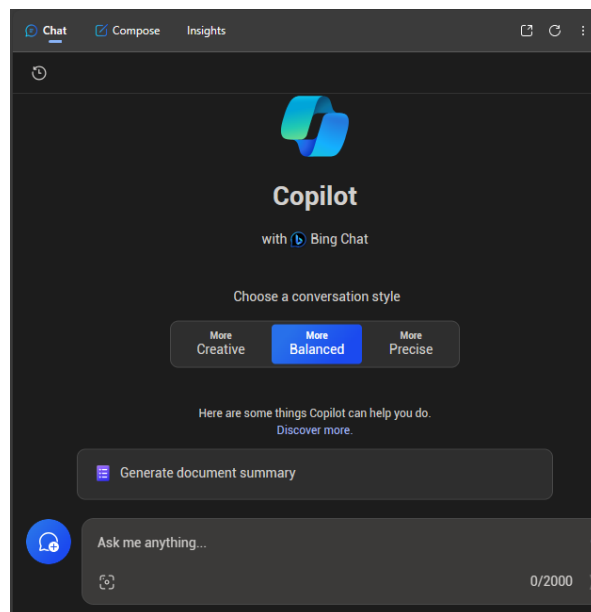 Chat Compose Insights
Copilot
with Bing Chat
Choose a conversation style
More More More
Creative Balanced Precise
Here are some things Copilot can help you do.
Discover more.
Generate document summary
Ask me anything...
0/2000